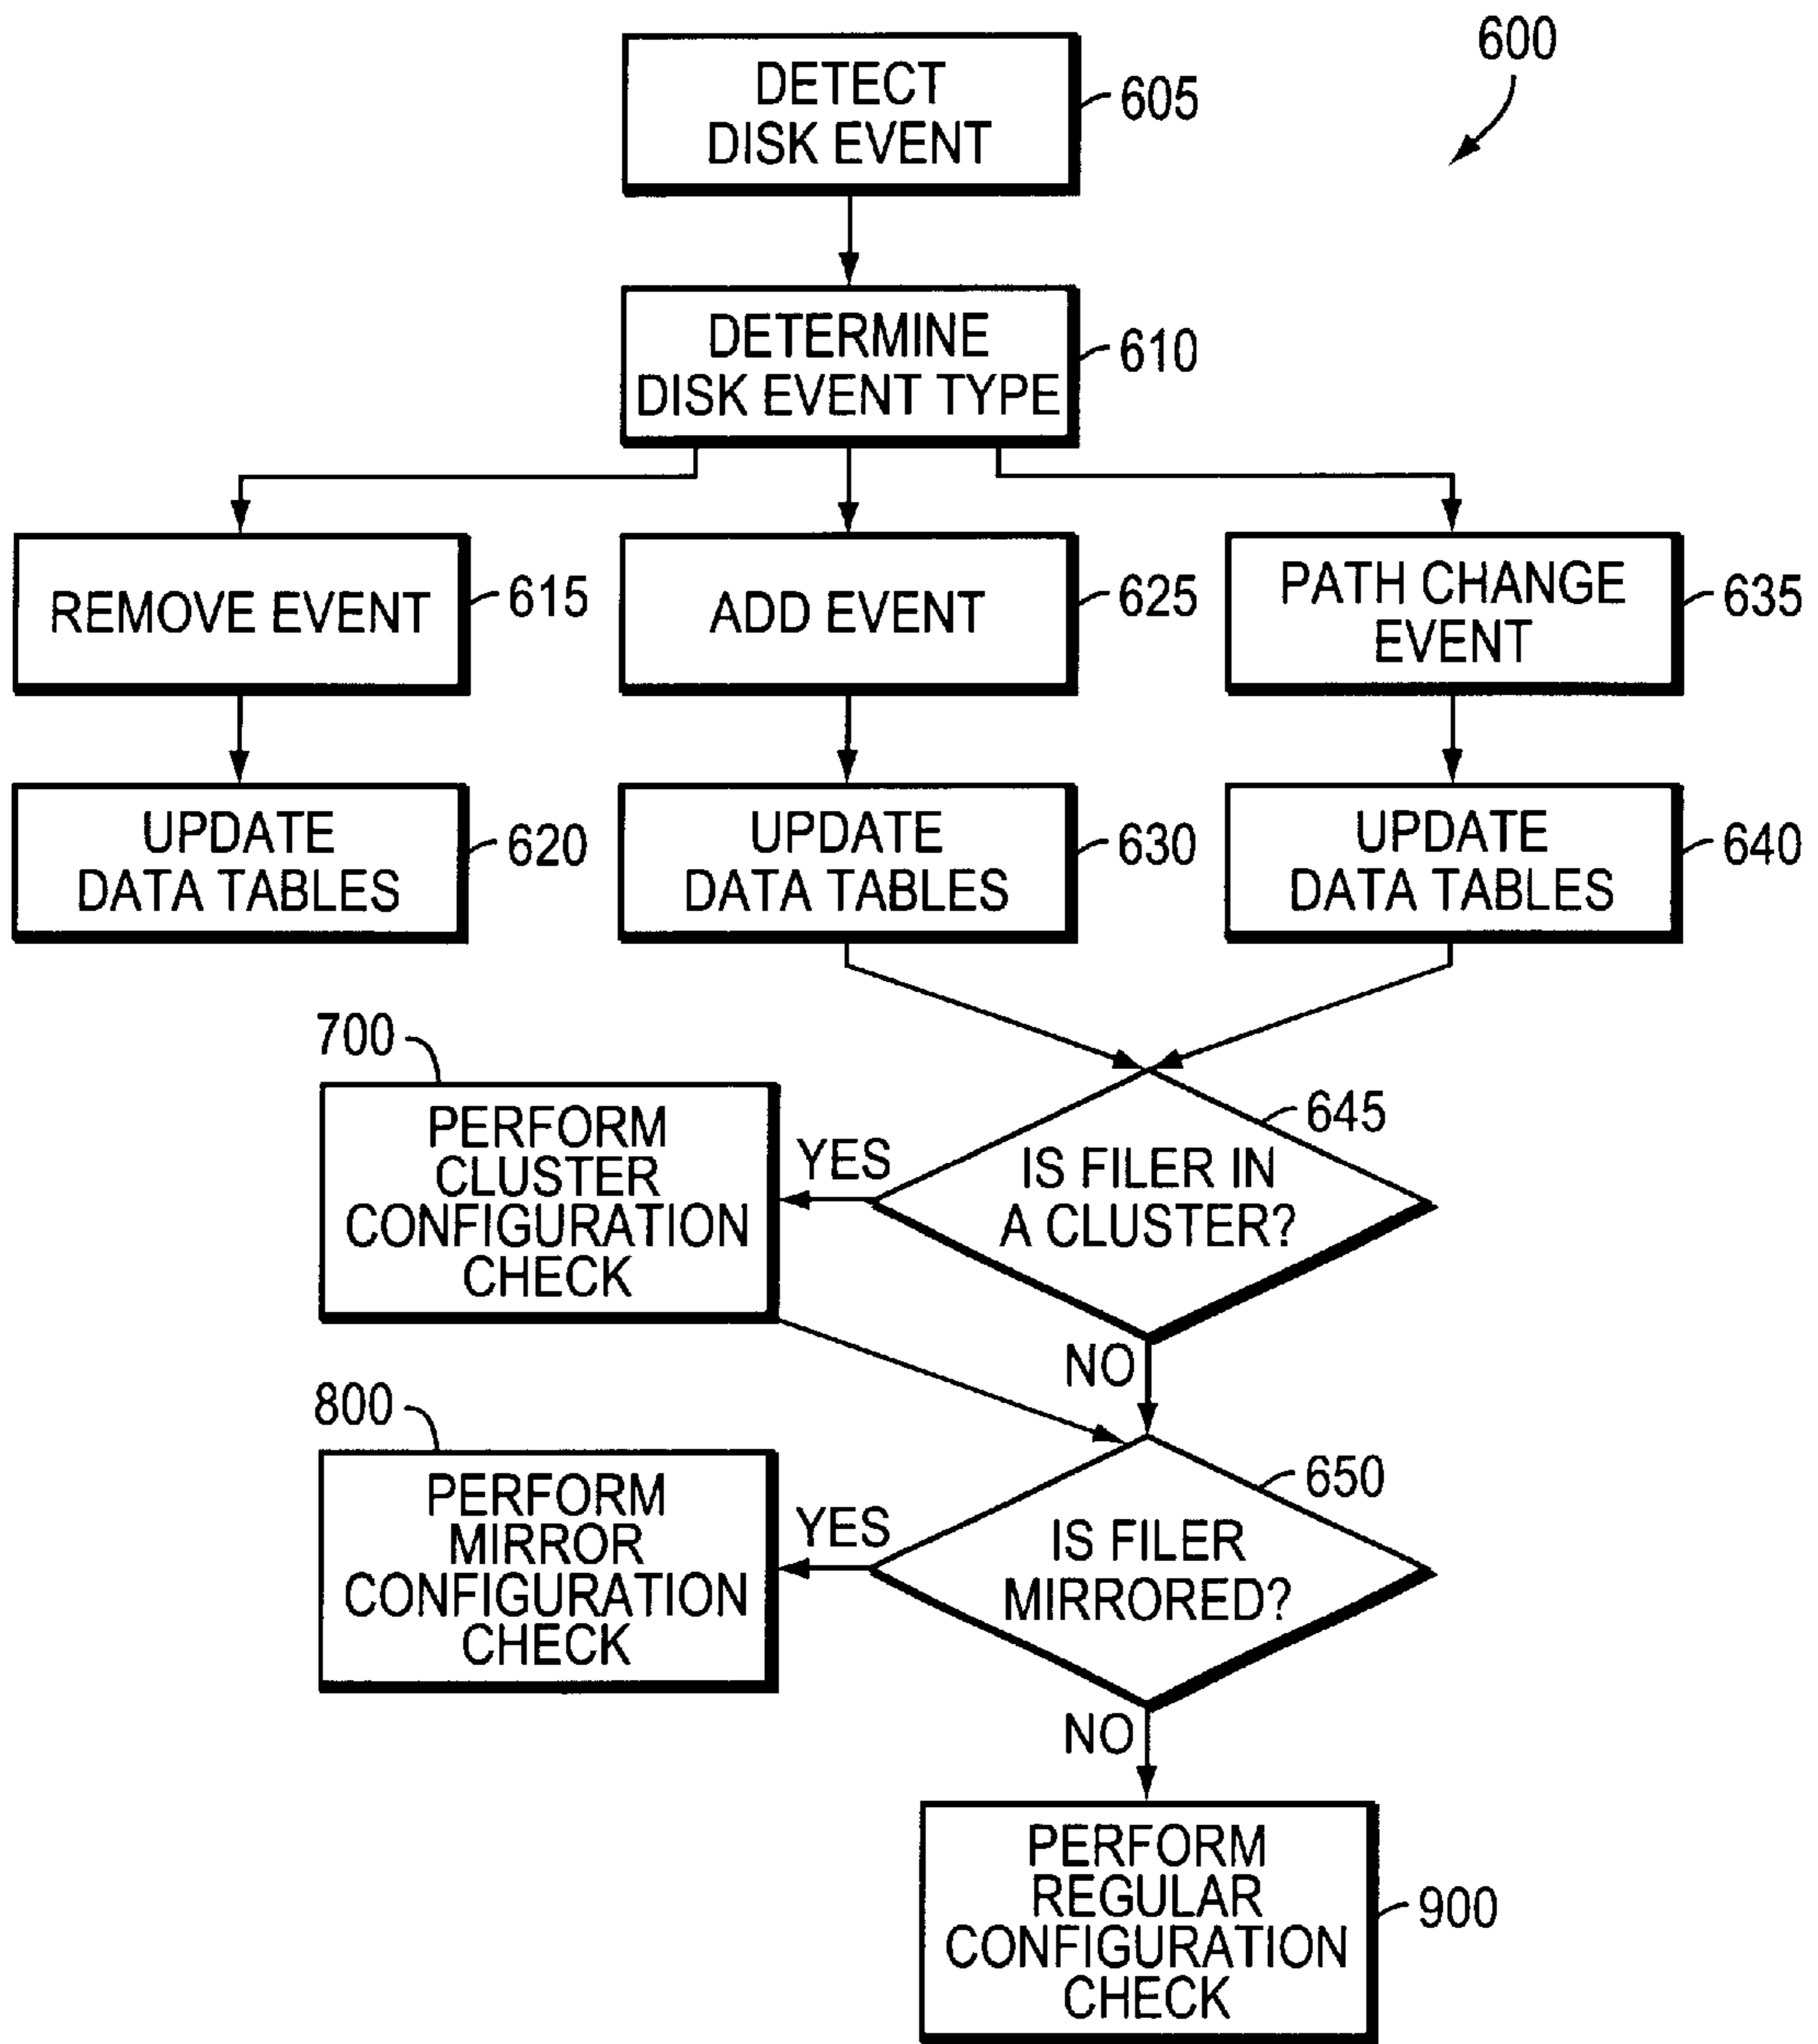 600
DETECT
DISK EVENT
605
DETERMINE
DISK EVENT TYPE
610
REMOVE EVENT
615
ADD EVENT
625
PATH CHANGE
EVENT
635
UPDATE
DATA TABLES
620
UPDATE
DATA TABLES
630
UPDATE
DATA TABLES
640
700
PERFORM
CLUSTER
CONFIGURATION
CHECK
YES
IS FILER IN
A CLUSTER?
645
NO
800
PERFORM
MIRROR
CONFIGURATION
CHECK
YES
IS FILER
MIRRORED?
650
NO
PERFORM
REGULAR
CONFIGURATION
CHECK
900